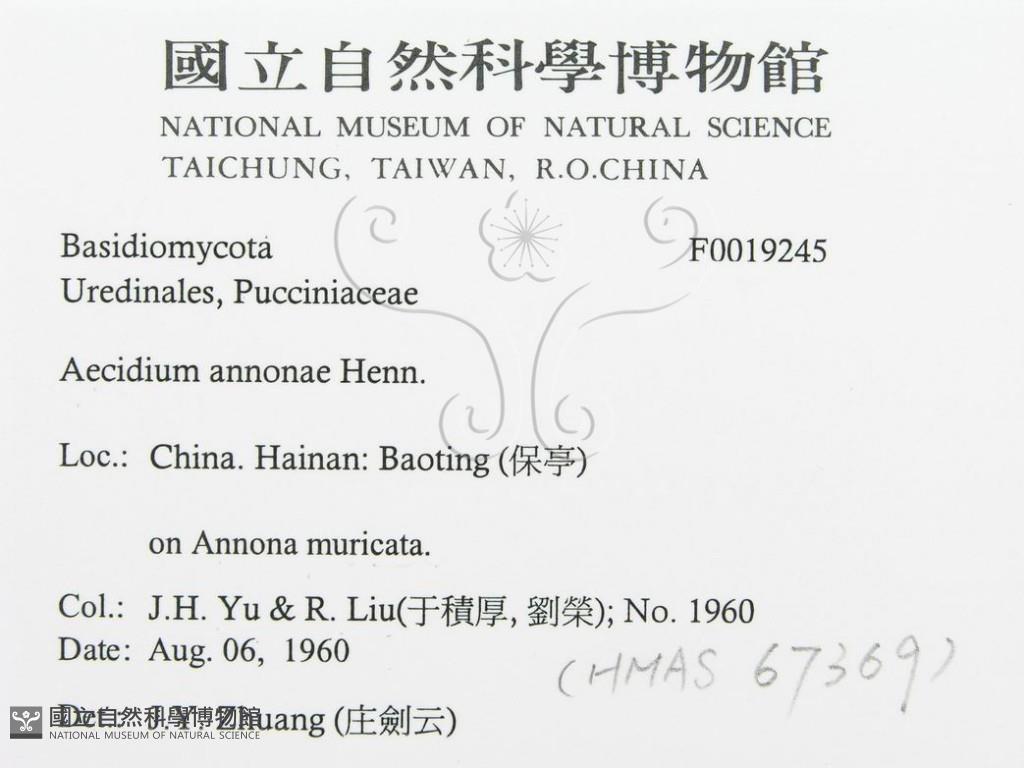 國立自然科學博物館
NATIONAL MUSEUM OF NATURAL SCIENCE
TAICHUNG, TAIWAN, R.O.CHINA
Basidiomycota F0019245
Uredinales, Pucciniaceae
Aecidium annonae Henn.
Loc.: China. Hainan: Baoting (保亭)
on Annona muricata.
Col.: J.H. Yu & R. Liu(于積厚, 劉榮); No. 1960
Date: Aug. 06, 1960
(HMAS 67369)
Det.: J.Y. Zhuang (庄劍云)
國立自然科學博物館
NATIONAL MUSEUM OF NATURAL SCIENCE